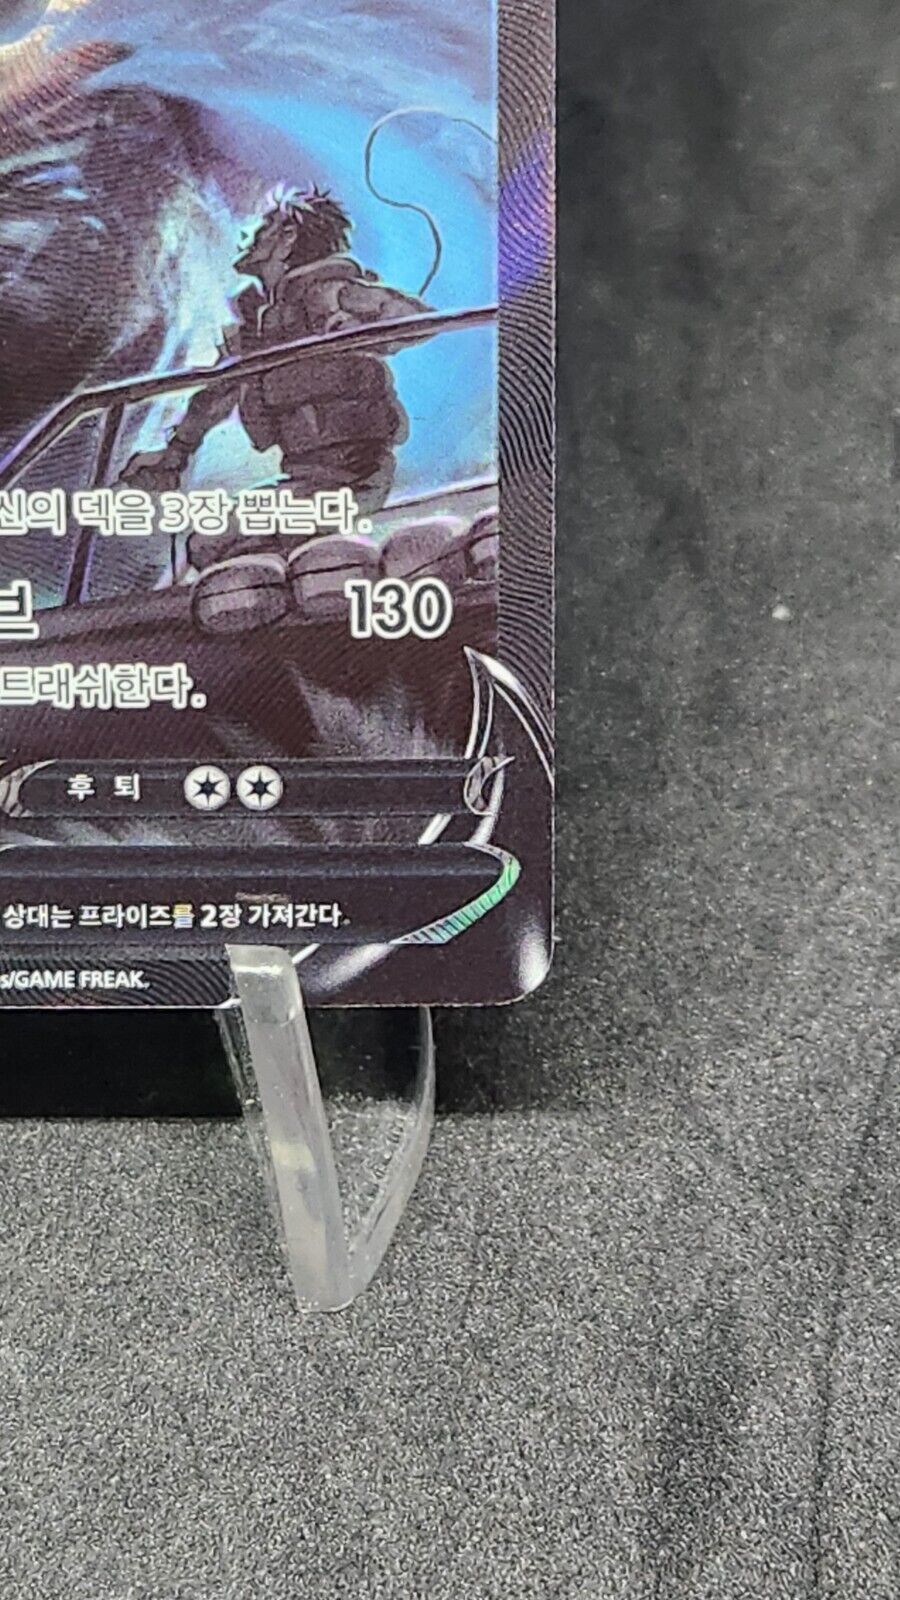 신의 덱을 3장 뽑는다.
브 130
트래쉬한다.
후퇴
상대는 프라이즈를 2장 가져간다.
s/GAME FREAK.